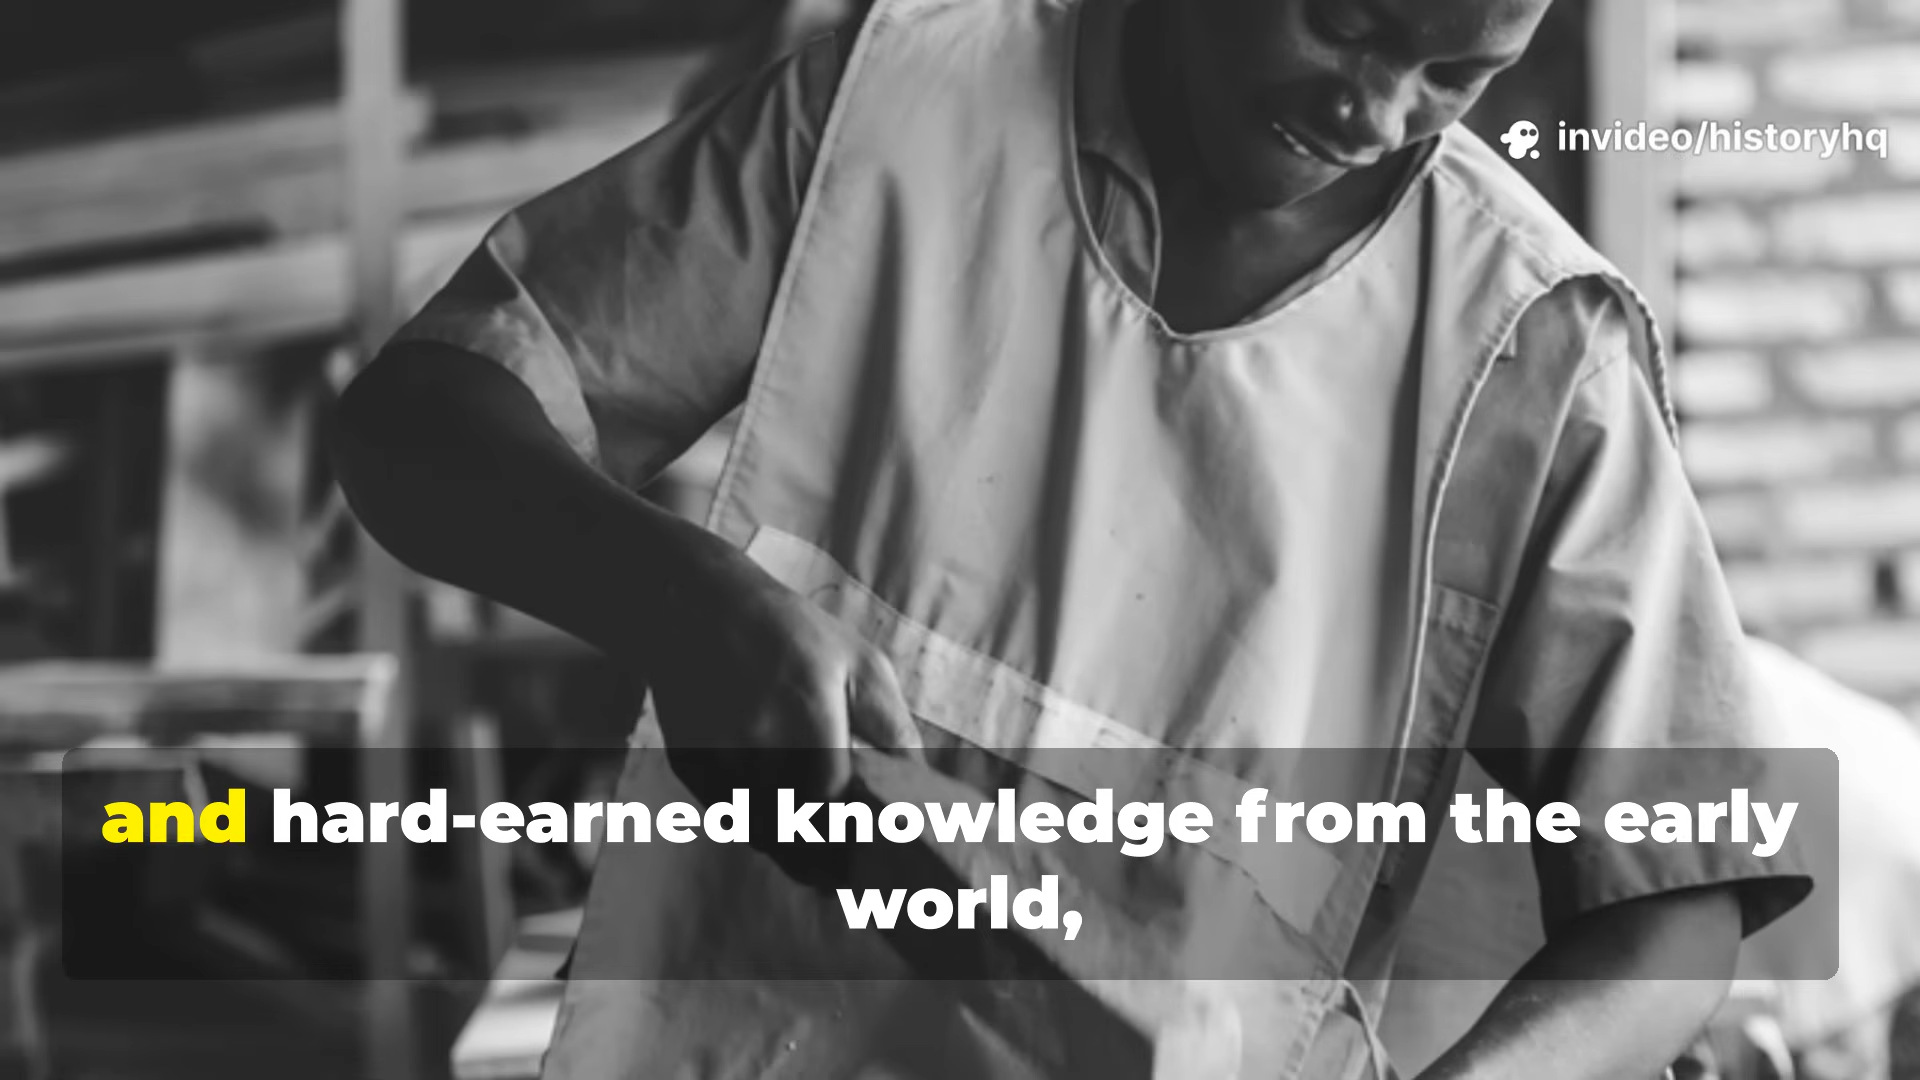 invideo/historyhq
and hard-earned knowledge from the early
world,